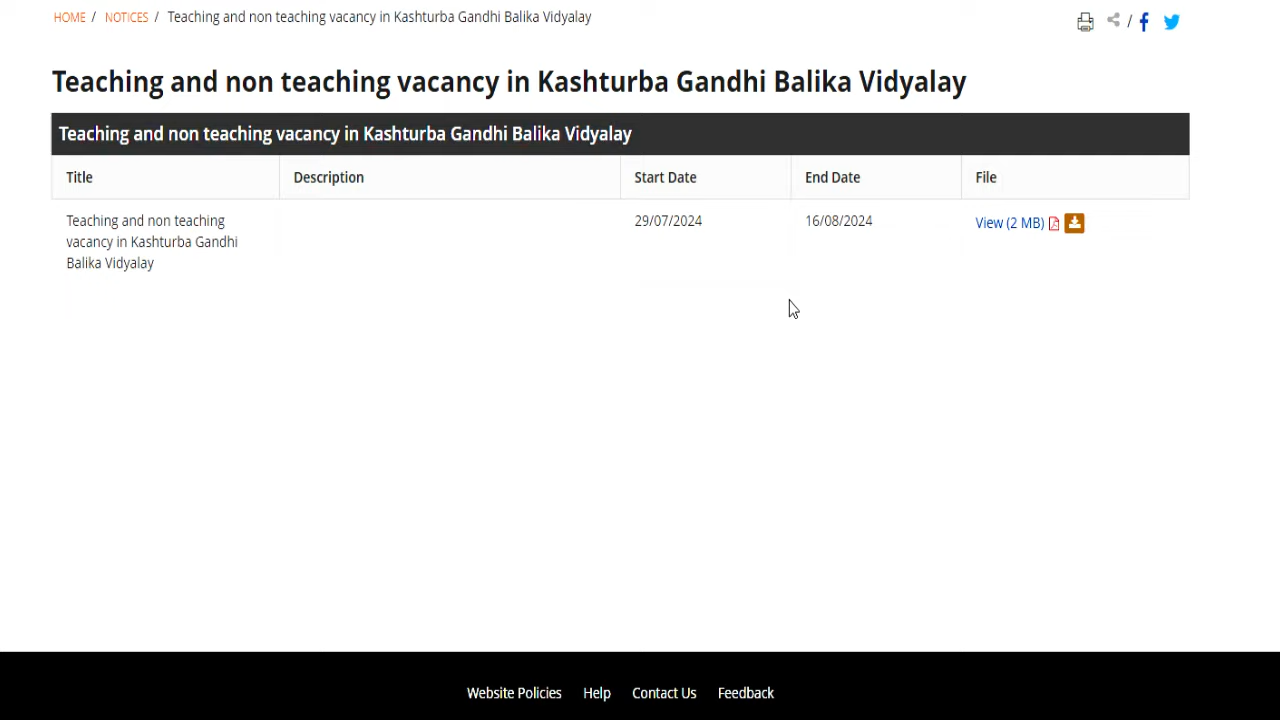 HOME / NOTICES / Teaching and non teaching vacancy in Kashturba Gandhi Balika Vidyalay
/
Teaching and non teaching vacancy in Kashturba Gandhi Balika Vidyalay
Teaching and non teaching vacancy in Kashturba Gandhi Balika Vidyalay
Title Description Start Date End Date File
Teaching and non teaching 29/07/2024 16/08/2024 View (2 MB)
vacancy in Kashturba Gandhi
Balika Vidyalay
Website Policies Help Contact Us Feedback